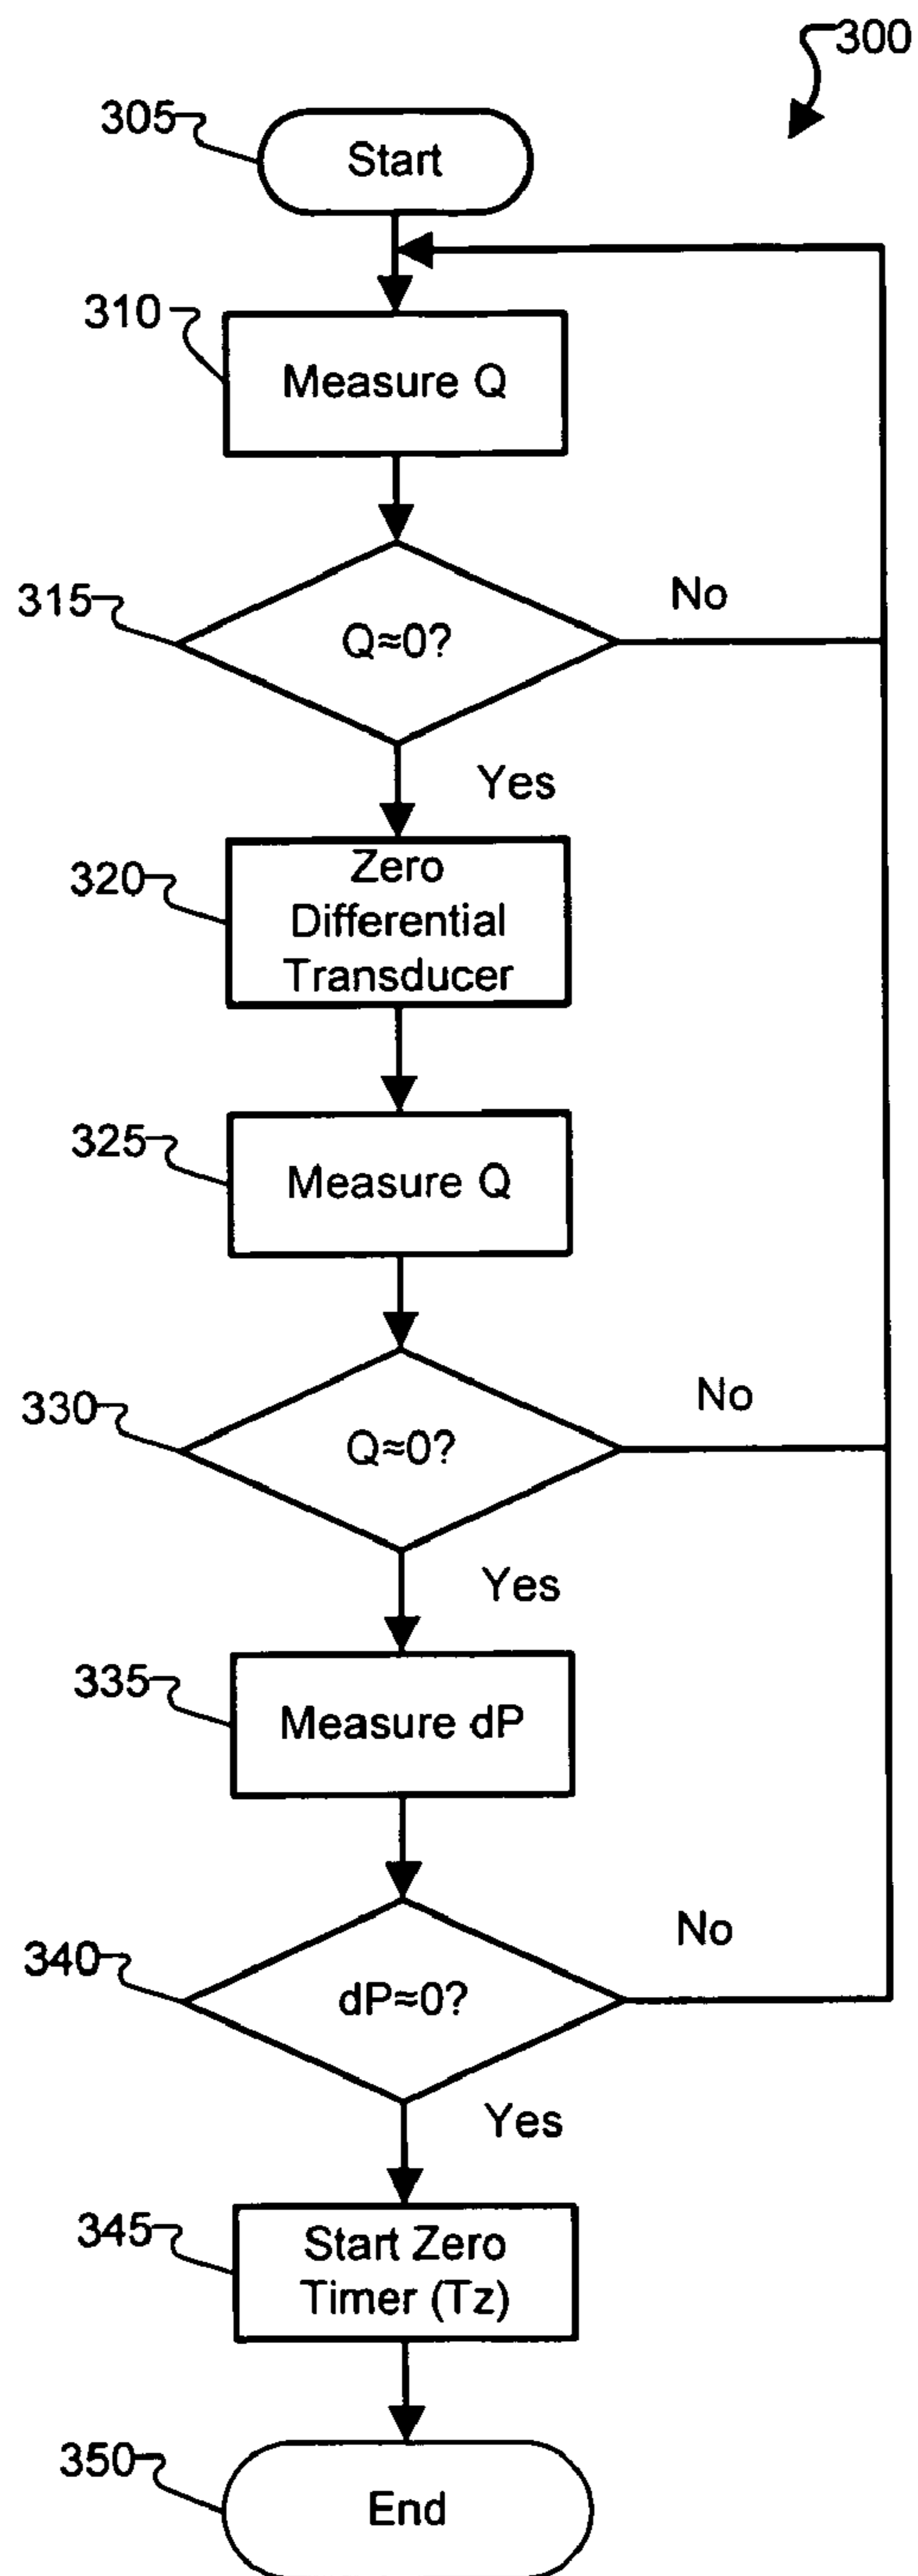 300
305
Start
310
Measure Q
315
Q≈0?
No
Yes
320
Zero
Differential
Transducer
325
Measure Q
330
Q≈0?
No
Yes
335
Measure dP
340
dP≈0?
No
Yes
345
Start Zero
Timer (Tz)
350
End